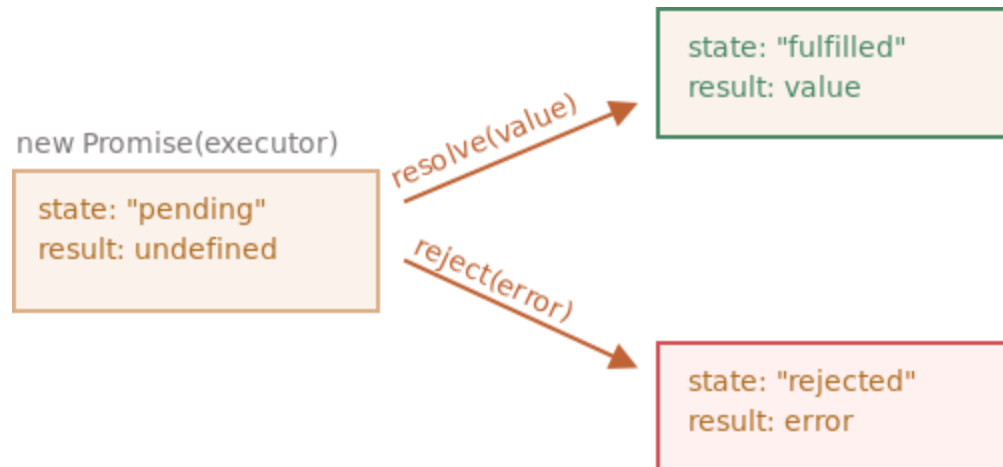 new Promise(executor)
state: "pending"
result: undefined
resolve(value)
reject(error)
state: "fulfilled"
result: value
state: "rejected"
result: error